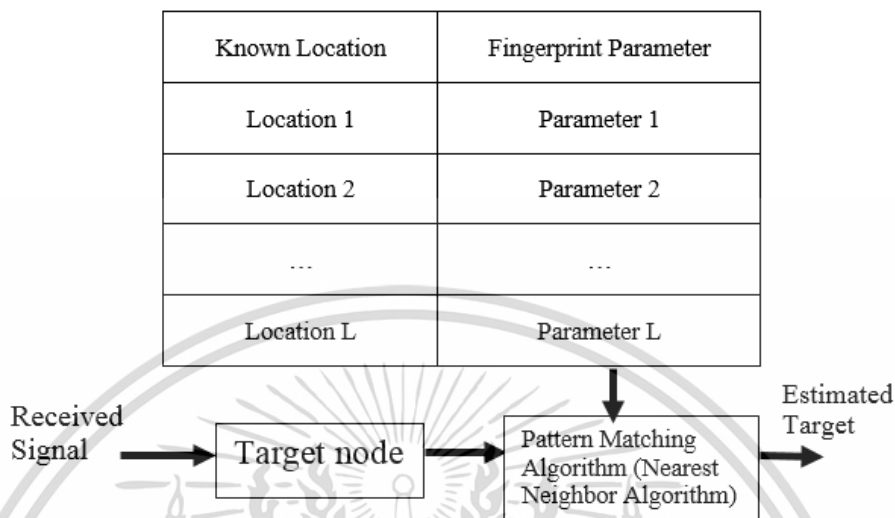 Known Location Fingerprint Parameter
Location 1 Parameter 1
Location 2 Parameter 2
... ...
Location L Parameter L
Received
Signal
Target node
Pattern Matching
Algorithm (Nearest
Neighbor Algorithm)
Estimated
Target